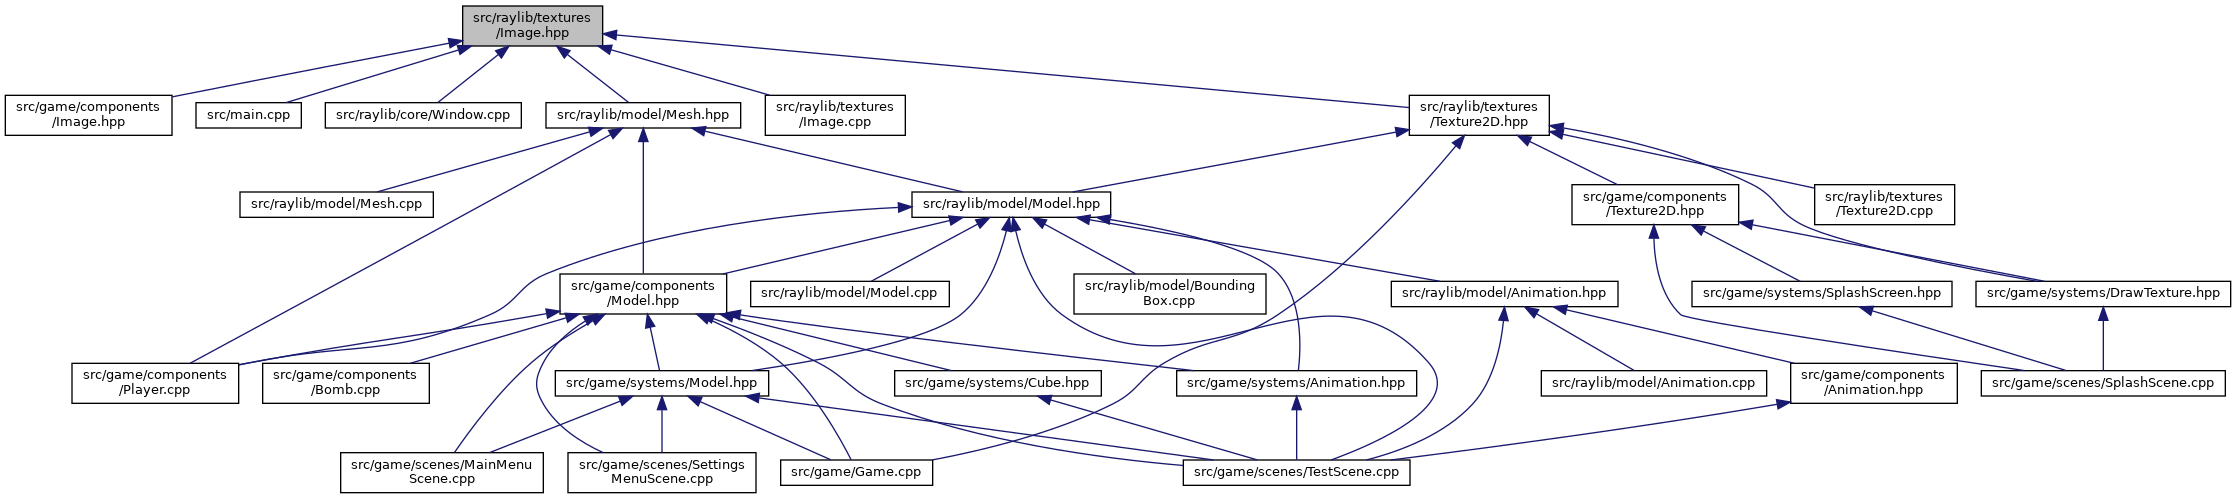 src/raylib/textures
/Image.hpp
src/game/components
/Image.hpp
src/main.cpp
src/raylib/core/Window.cpp
src/raylib/model/Mesh.hpp
src/raylib/textures
/Image.cpp
src/raylib/textures
/Texture2D.hpp
src/raylib/model/Mesh.cpp
src/raylib/model/Model.hpp
src/game/components
/Texture2D.hpp
src/raylib/textures
/Texture2D.cpp
src/game/components
/Model.hpp
src/raylib/model/Model.cpp
src/raylib/model/Bounding
Box.cpp
src/raylib/model/Animation.hpp
src/game/systems/SplashScreen.hpp
src/game/systems/DrawTexture.hpp
src/game/components
/Player.cpp
src/game/components
/Bomb.cpp
src/game/systems/Model.hpp
src/game/systems/Cube.hpp
src/game/systems/Animation.hpp
src/raylib/model/Animation.cpp
src/game/components
/Animation.hpp
src/game/scenes/SplashScene.cpp
src/game/scenes/MainMenu
Scene.cpp
src/game/scenes/Settings
MenuScene.cpp
src/game/Game.cpp
src/game/scenes/TestScene.cpp